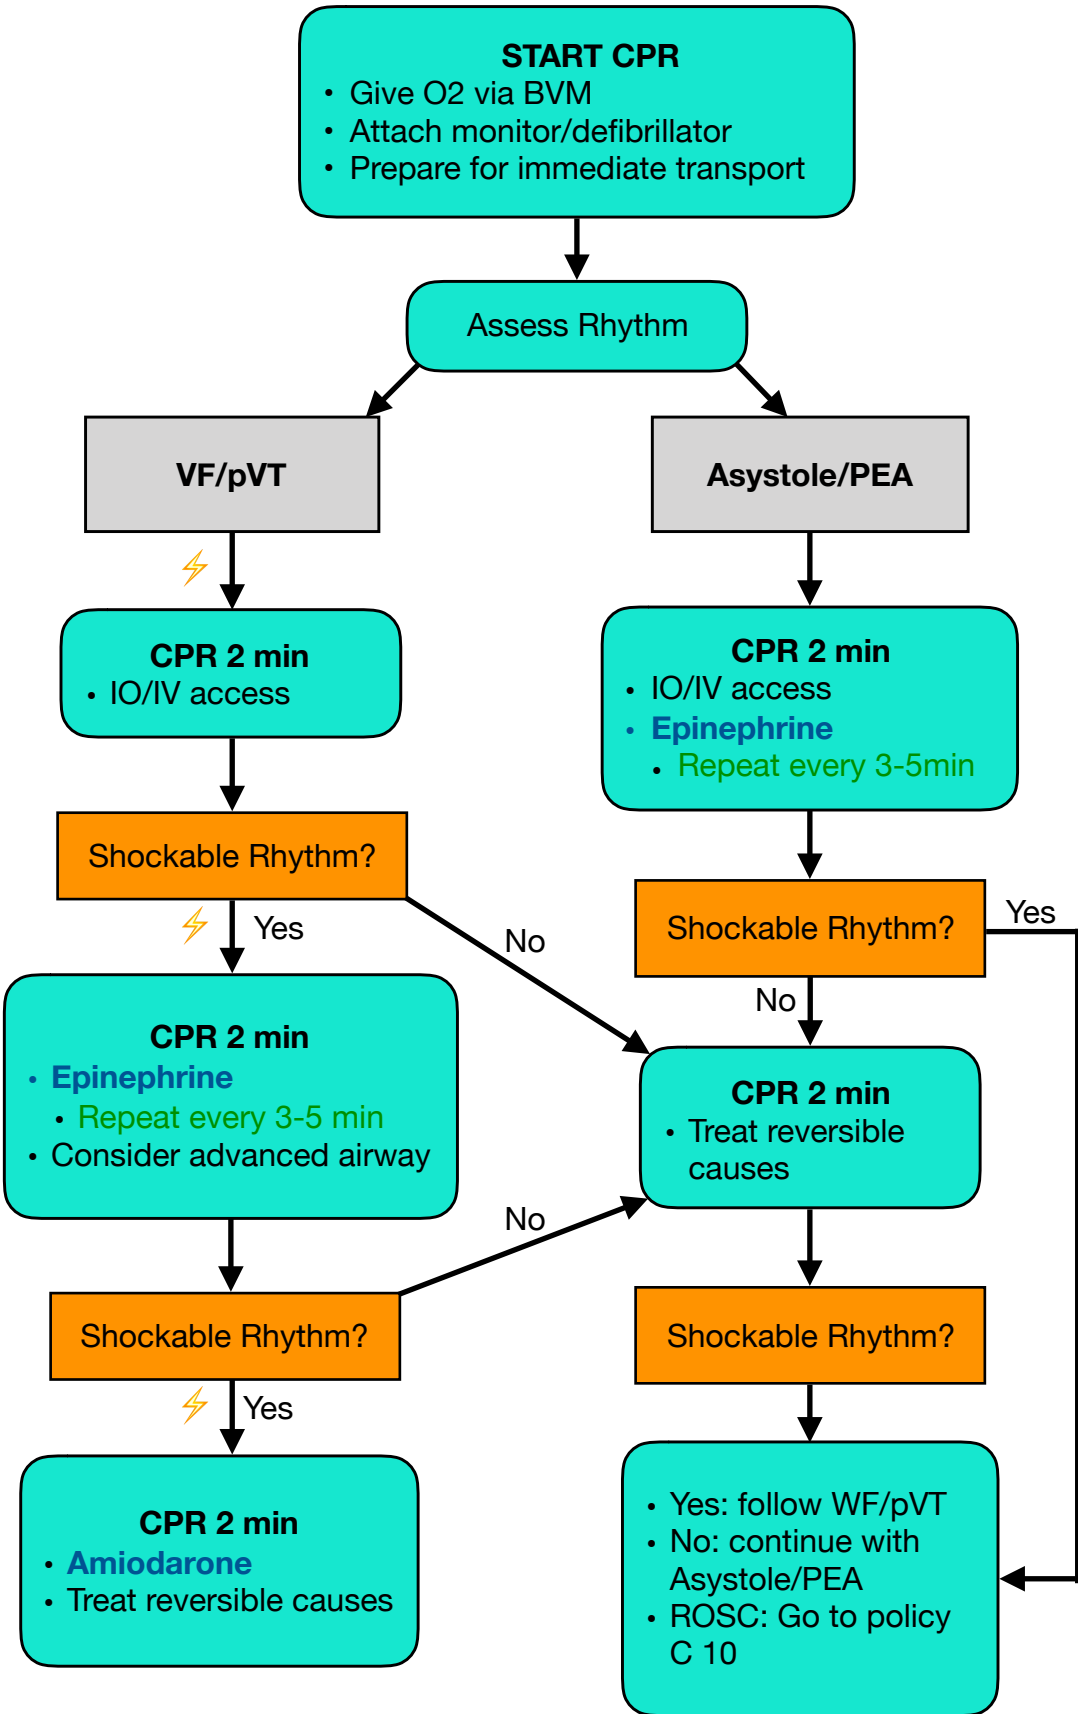 START CPR
• Give O2 via BVM
• Attach monitor/defibrillator
• Prepare for immediate transport
Assess Rhythm
VF/pVT
Asystole/PEA
CPR 2 min
• IO/IV access
CPR 2 min
• IO/IV access
• Epinephrine
• Repeat every 3-5min
Shockable Rhythm?
Yes
No
Shockable Rhythm?
Yes
No
CPR 2 min
• Epinephrine
• Repeat every 3-5 min
• Consider advanced airway
CPR 2 min
• Treat reversible
causes
No
Shockable Rhythm?
Yes
Shockable Rhythm?
CPR 2 min
• Amiodarone
• Treat reversible causes
• Yes: follow WF/pVT
• No: continue with
Asystole/PEA
• ROSC: Go to policy
C 10